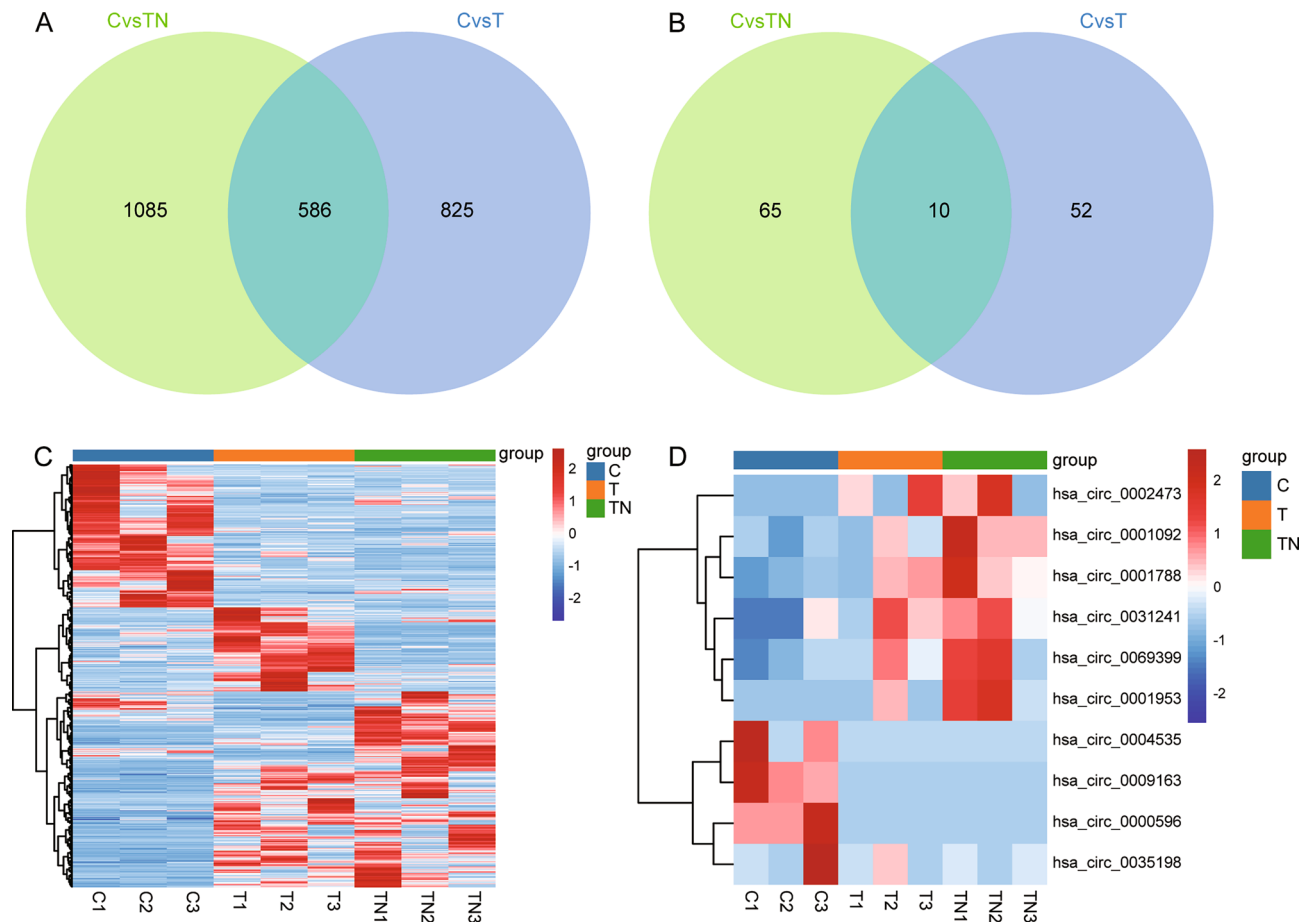 A
CvsTN
CvsT
1085
586
825
B
CvsTN
CvsT
65
10
52
C
group
2
1
0
-1
-2
group
C
T
TN
C1
C2
C3
T1
T2
T3
TN1
TN2
TN3
D
group
hsa_circ_0002473
hsa_circ_0001092
hsa_circ_0001788
hsa_circ_0031241
hsa_circ_0069399
hsa_circ_0001953
hsa_circ_0004535
hsa_circ_0009163
hsa_circ_0000596
hsa_circ_0035198
2
1
0
-1
-2
group
C
T
TN
C1
C2
C3
T1
T2
T3
TN1
TN2
TN3